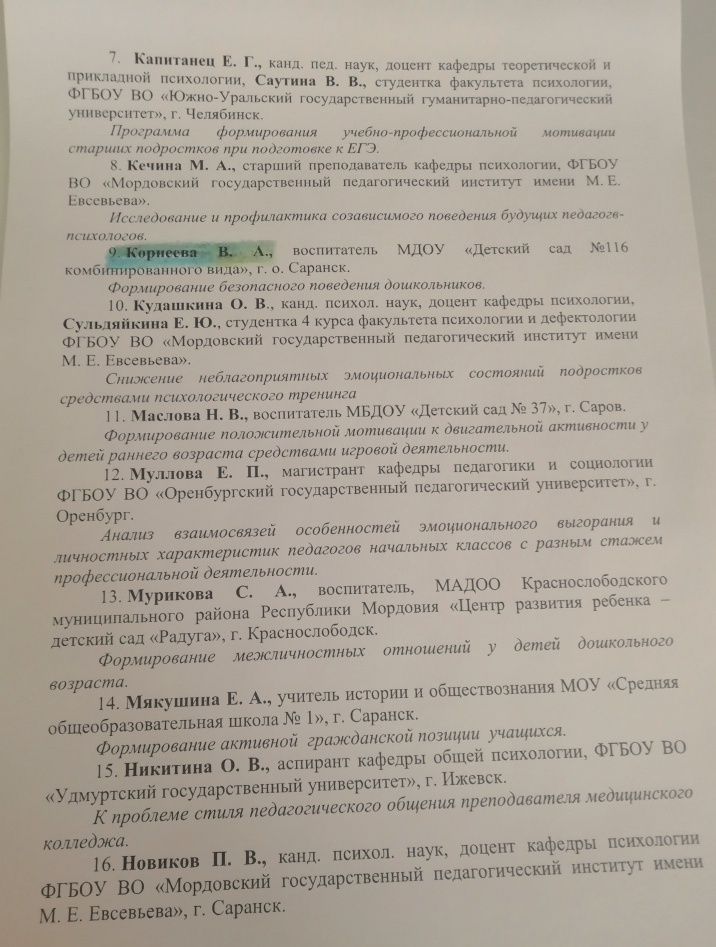 7. Капитанец Е. Г., канд. пед. наук, доцент кафедры теоретической и
прикладной психологии, Саутина В. В., студентка факультета психологии,
ФГБОУ ВО «Южно-Уральский государственный гуманитарно-педагогический
университет», г. Челябинск.
Программа формирования учебно-профессиональной мотивации
старших подростков при подготовке к ЕГЭ.
8. Кечина М. А., старший преподаватель кафедры психологии, ФГБОУ
ВО «Мордовский государственный педагогический институт имени М. Е.
Евсевьева».
Исследование и профилактика созависимого поведения будущих педагогв-
психологов.
9. Корнеева В. А., воспитатель МДОУ «Детский сад №116
комбинированного вида», г. о. Саранск.
Формирование безопасного поведения дошкольников.
10. Кудашкина О. В., канд. психол. наук, доцент кафедры психологии,
Сульдяйкина Е. Ю., студентка 4 курса факультета психологии и дефектологии
ФГБОУ ВО «Мордовский государственный педагогический институт имени
М. Е. Евсевьева».
Снижение неблагоприятных эмоциональных состояний подростков
средствами психологического тренинга
11. Маслова Н. В., воспитатель МБДОУ «Детский сад № 37», г. Саров.
Формирование положительной мотивации к двигательной активности у
детей раннего возраста средствами игровой деятельности.
12. Муллова Е. П., магистрант кафедры педагогики и социологии
ФГБОУ ВО «Оренбургский государственный педагогический университет», г.
Оренбург.
Анализ взаимосвязей особенностей эмоционального выгорания и
личностных характеристик педагогов начальных классов с разным стажем
профессиональной деятельности.
13. Мурикова С. А., воспитатель, МАДОО Краснослободского
муниципального района Республики Мордовия «Центр развития ребенка –
детский сад «Радуга», г. Краснослободск.
Формирование межличностных отношений у детей дошкольного
возраста.
14. Мякушина Е. А., учитель истории и обществознания МОУ «Средняя
общеобразовательная школа № 1», г. Саранск.
Формирование активной гражданской позиции учащихся.
15. Никитина О. В., аспирант кафедры общей психологии, ФГБОУ ВО
«Удмуртский государственный университет», г. Ижевск.
К проблеме стиля педагогического общения преподавателя медицинского
колледжа.
16. Новиков П. В., канд. психол. наук, доцент кафедры психологии
ФГБОУ ВО «Мордовский государственный педагогический институт имени
М. Е. Евсевьева», г. Саранск.